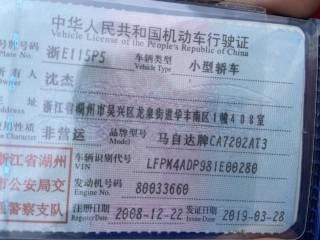 中华人民共和国机动车行驶证
Vehicle License of the People's Republic of China
号牌号码 浙E115P5 车辆类型 小型轿车
Vehicle Type
所有人 沈杰
浙江省湖州市吴兴区龙泉街道华丰南区1幢408室
使用性质 非营运 品牌型号 马自达牌CA7202AT3
Model
浙江省湖州 车辆识别代号 LFPM4ADP981E00280
VIN
市公安局交 发动机号码 80033660
Engine No.
通警察支队 注册日期 2008-12-22 发证日期 2019-03-28
Register Date Issue Date